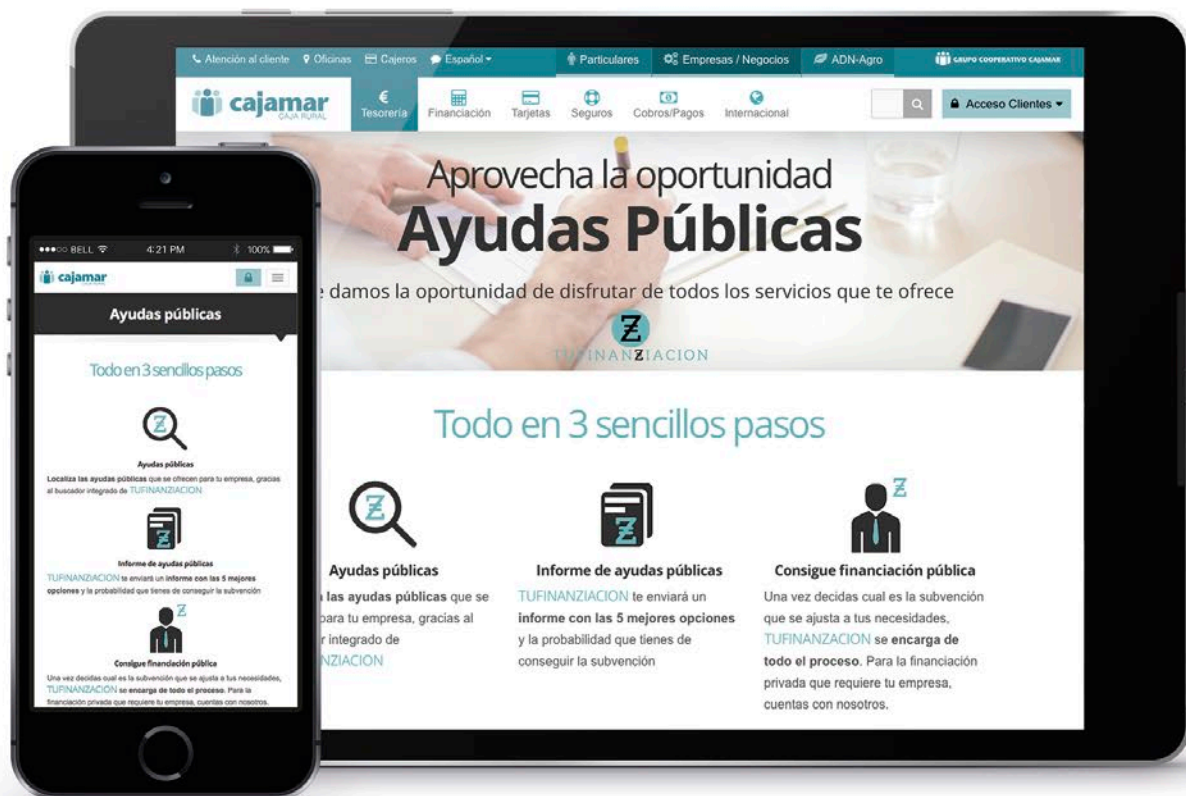 Atención al cliente Oficinas Cajeros Español Particulares Empresas / Negocios ADN-Agro GRUPO COOPERATIVO CAJAMAR
cajamar
CAJA RURAL
Tesorería Financiación Tarjetas Seguros Cobros/Pagos Internacional Acceso Clientes
Aprovecha la oportunidad
Ayudas Públicas
e damos la oportunidad de disfrutar de todos los servicios que te ofrece
Z
TUFINANZIACION
Todo en 3 sencillos pasos
Z
Ayudas públicas
las ayudas públicas que se
para tu empresa, gracias al
r integrado de
NZIACION
Z
Informe de ayudas públicas
TUFINANZIACION te enviará un
informe con las 5 mejores opciones
y la probabilidad que tienes de
conseguir la subvención
Z
Consigue financiación pública
Una vez decidas cual es la subvención
que se ajusta a tus necesidades,
TUFINANZACION se encarga de
todo el proceso. Para la financiación
privada que requiere tu empresa,
cuentas con nosotros.
BELL 4:21 PM 100%
cajamar
CAJA RURAL
Ayudas públicas
Todo en 3 sencillos pasos
Z
Ayudas públicas
Localiza las ayudas públicas que se ofrecen para tu empresa, gracias
al buscador integrado de TUFINANZIACION
Z
Informe de ayudas públicas
TUFINANZIACION te enviará un informe con las 5 mejores
opciones y la probabilidad que tienes de conseguir la subvención
Z
Consigue financiación pública
Una vez decidas cual es la subvención que se ajusta a tus necesidades,
TUFINANZACION se encarga de todo el proceso. Para la
financiación privada que requiere tu empresa, cuentas con nosotros.